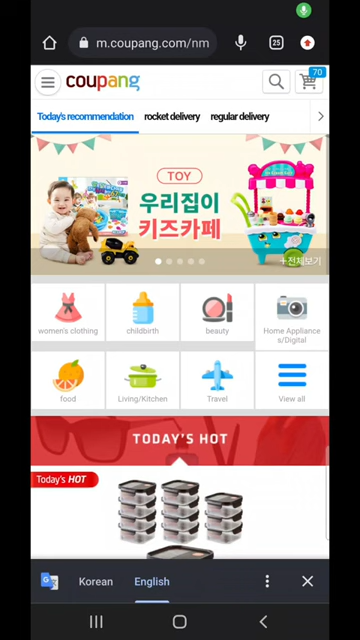 m.coupang.com/nm
25
70
coupang
Today's recommendation rocket delivery regular delivery
TOY
우리집이
키즈카페
+전체보기
women's clothing
childbirth
beauty
Home Appliance
s/Digital
food
Living/Kitchen
Travel
View all
TODAY'S HOT
Today's HOT
Korean
English